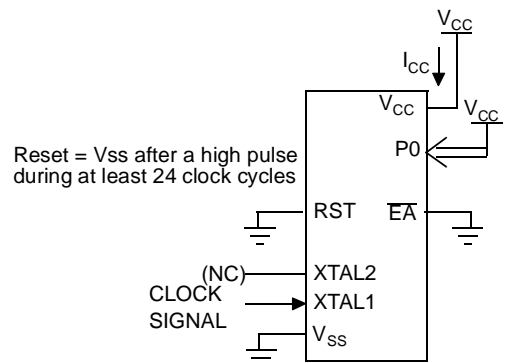 VCC
ICC
VCC
VCC
P0
Reset = Vss after a high pulse
during at least 24 clock cycles
RST
EA
(NC)
XTAL2
CLOCK
SIGNAL
XTAL1
VSS